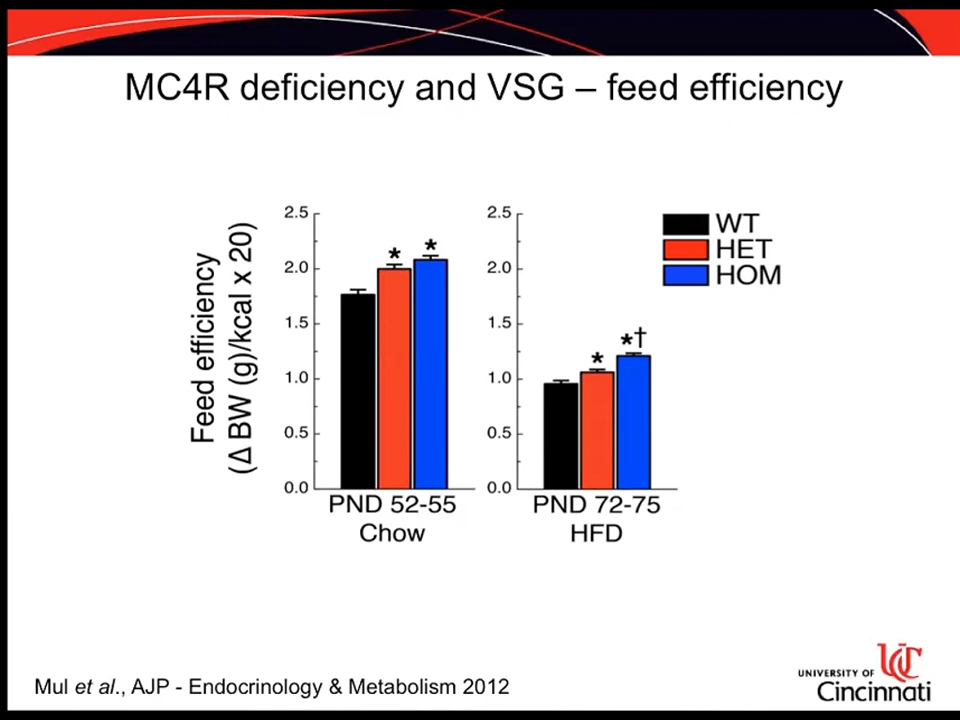 MC4R deficiency and VSG – feed efficiency
Feed efficiency
(Δ BW (g)/kcal x 20)
2.5
2.0
1.5
1.0
0.5
0.0
* *
PND 52-55
Chow
2.5
2.0
1.5
1.0
0.5
0.0
* *†
PND 72-75
HFD
WT
HET
HOM
Mul et al., AJP - Endocrinology & Metabolism 2012
UC
UNIVERSITY OF
Cincinnati